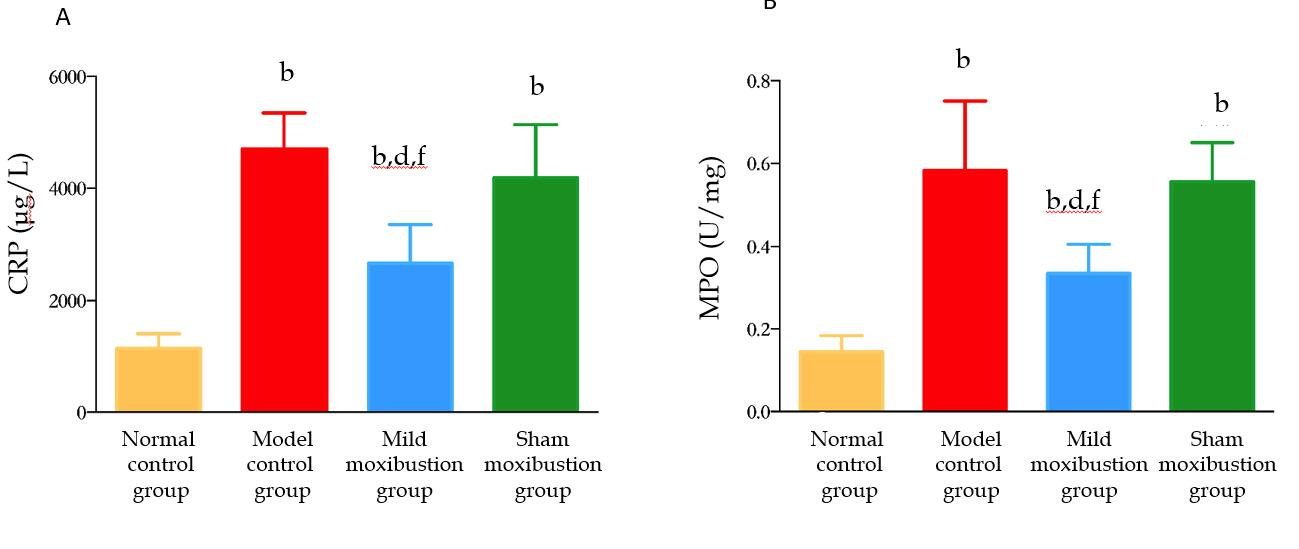 A
B
6000
4000
2000
0
CRP (µg/L)
b
b,d,f
b
Normal control group
Model control group
Mild moxibustion group
Sham moxibustion group
0.8
0.6
0.4
0.2
0.0
MPO (U/mg)
b
b,d,f
b
Normal control group
Model control group
Mild moxibustion group
Sham moxibustion group